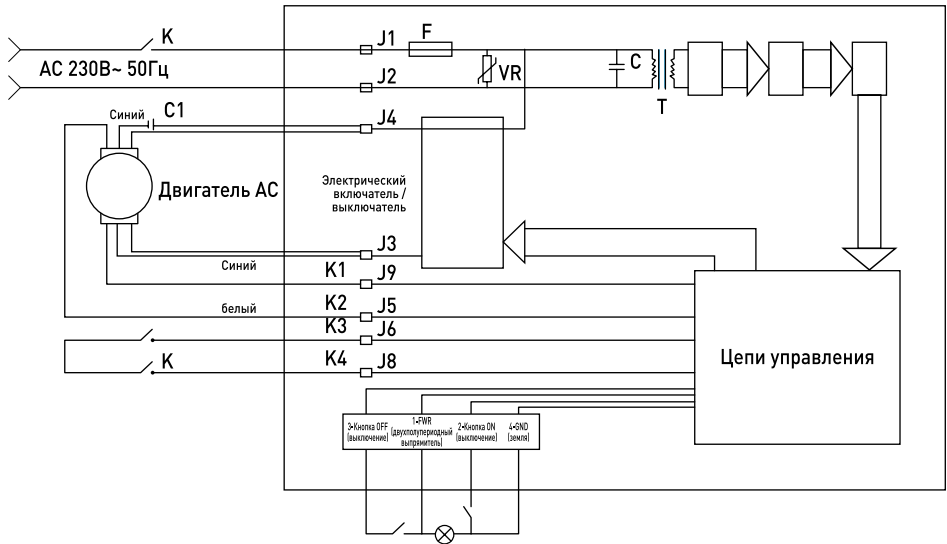 K
J1
F
AC 230В~ 50Гц
J2
VR
C
T
Синий
C1
J4
Двигатель AC
Электрический
включатель /
выключатель
J3
Синий
K1
J9
белый
K2
J5
K3
J6
K
K4
J8
Цепи управления
3-Кнопка OFF
(выключение)
1-FWR
(двухполупериодный
выпрямитель)
2-Кнопка ON
(выключение)
4-GND
(земля)